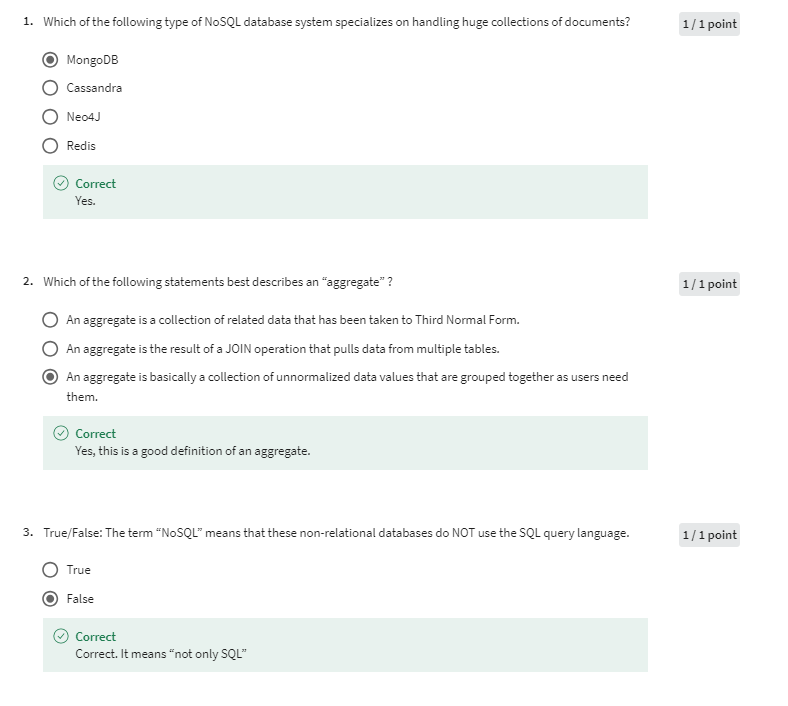 1. Which of the following type of NoSQL database system specializes on handling huge collections of documents?
1 / 1 point
MongoDB
Cassandra
Neo4J
Redis
Correct
Yes.
2. Which of the following statements best describes an “aggregate” ?
1 / 1 point
An aggregate is a collection of related data that has been taken to Third Normal Form.
An aggregate is the result of a JOIN operation that pulls data from multiple tables.
An aggregate is basically a collection of unnormalized data values that are grouped together as users need
them.
Correct
Yes, this is a good definition of an aggregate.
3. True/False: The term “NoSQL” means that these non-relational databases do NOT use the SQL query language.
1 / 1 point
True
False
Correct
Correct. It means “not only SQL”